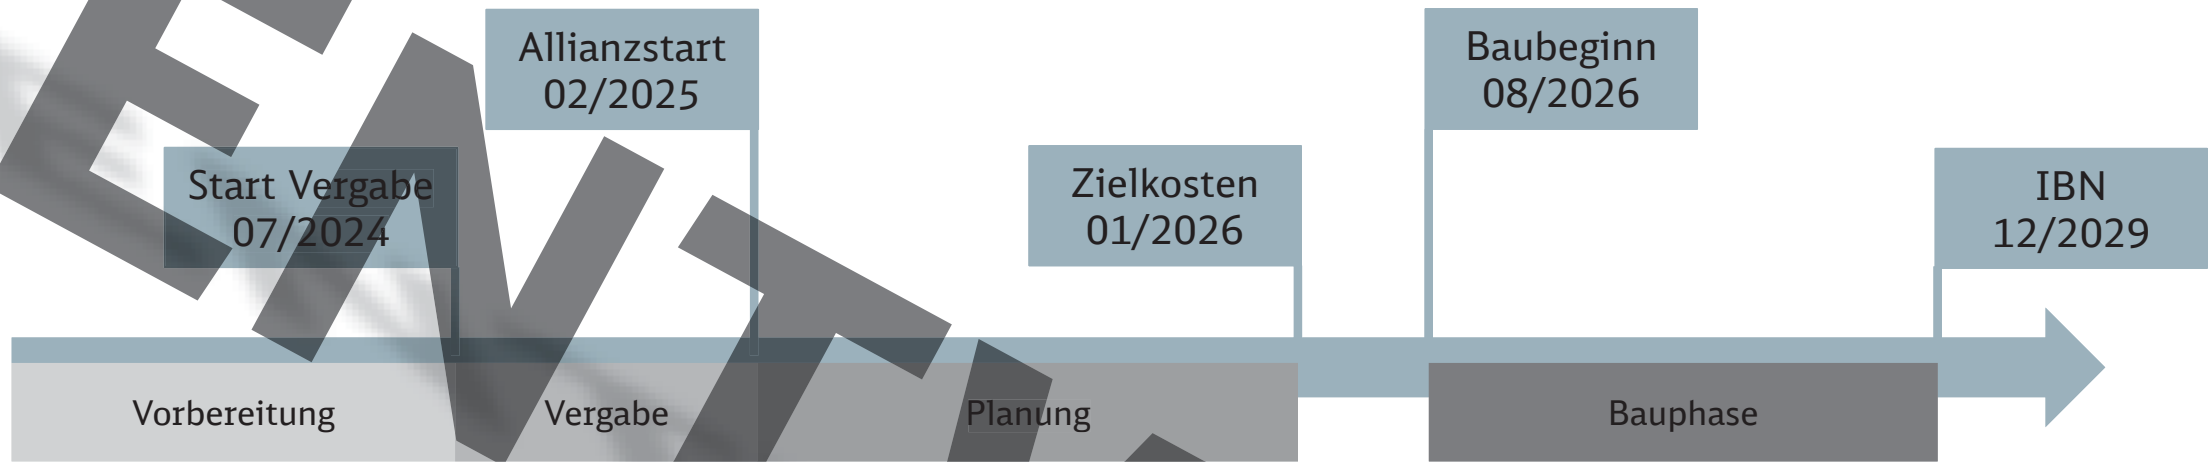 Allianzstart
02/2025
Baubeginn
08/2026
Start Vergabe
07/2024
Zielkosten
01/2026
IBN
12/2029
Vorbereitung
Vergabe
Planung
Bauphase